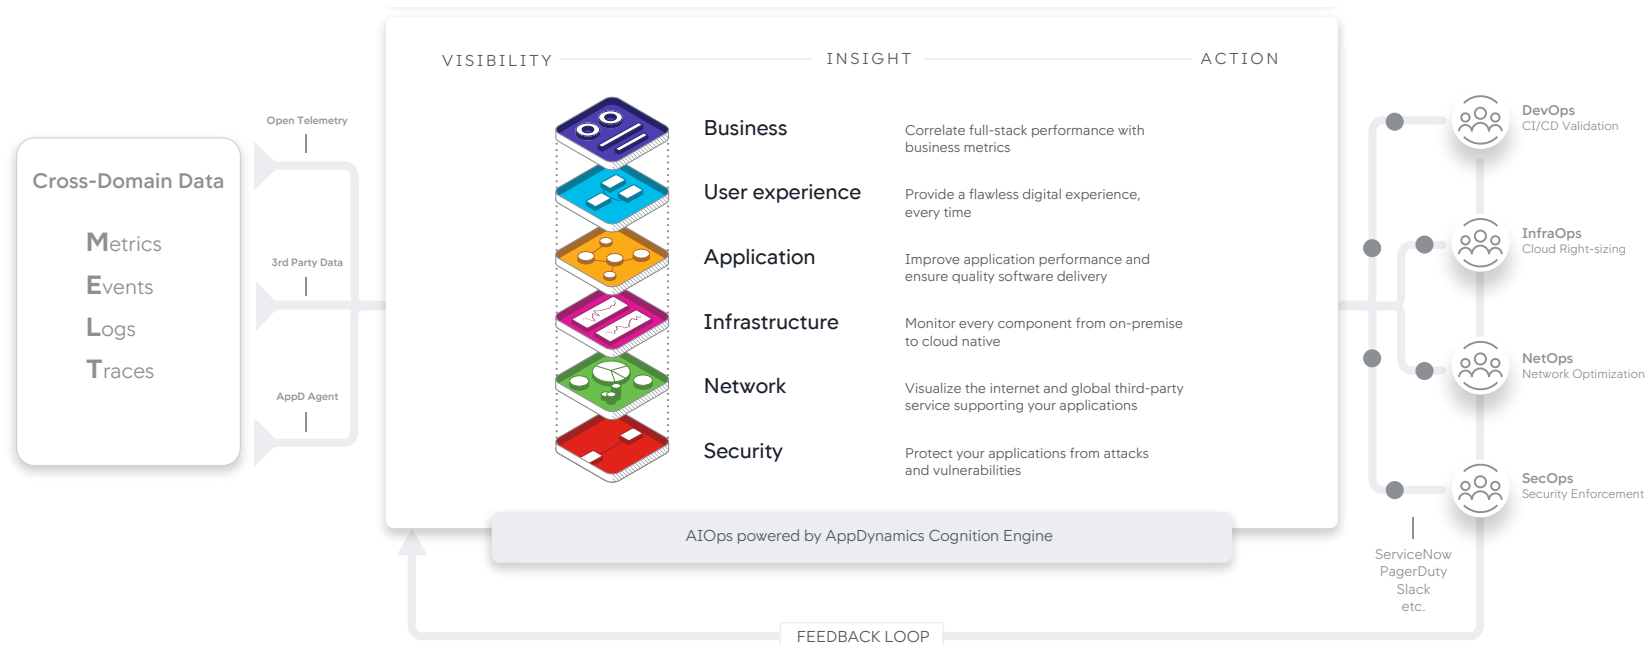 VISIBILITY
INSIGHT
ACTION
Cross-Domain Data
Metrics
Events
Logs
Traces
Open Telemetry
3rd Party Data
AppD Agent
Business
Correlate full-stack performance with
business metrics
User experience
Provide a flawless digital experience,
every time
Application
Improve application performance and
ensure quality software delivery
Infrastructure
Monitor every component from on-premise
to cloud native
Network
Visualize the internet and global third-party
service supporting your applications
Security
Protect your applications from attacks
and vulnerabilities
AIOps powered by AppDynamics Cognition Engine
DevOps
CI/CD Validation
InfraOps
Cloud Right-sizing
NetOps
Network Optimization
SecOps
Security Enforcement
ServiceNow
PagerDuty
Slack
etc.
FEEDBACK LOOP